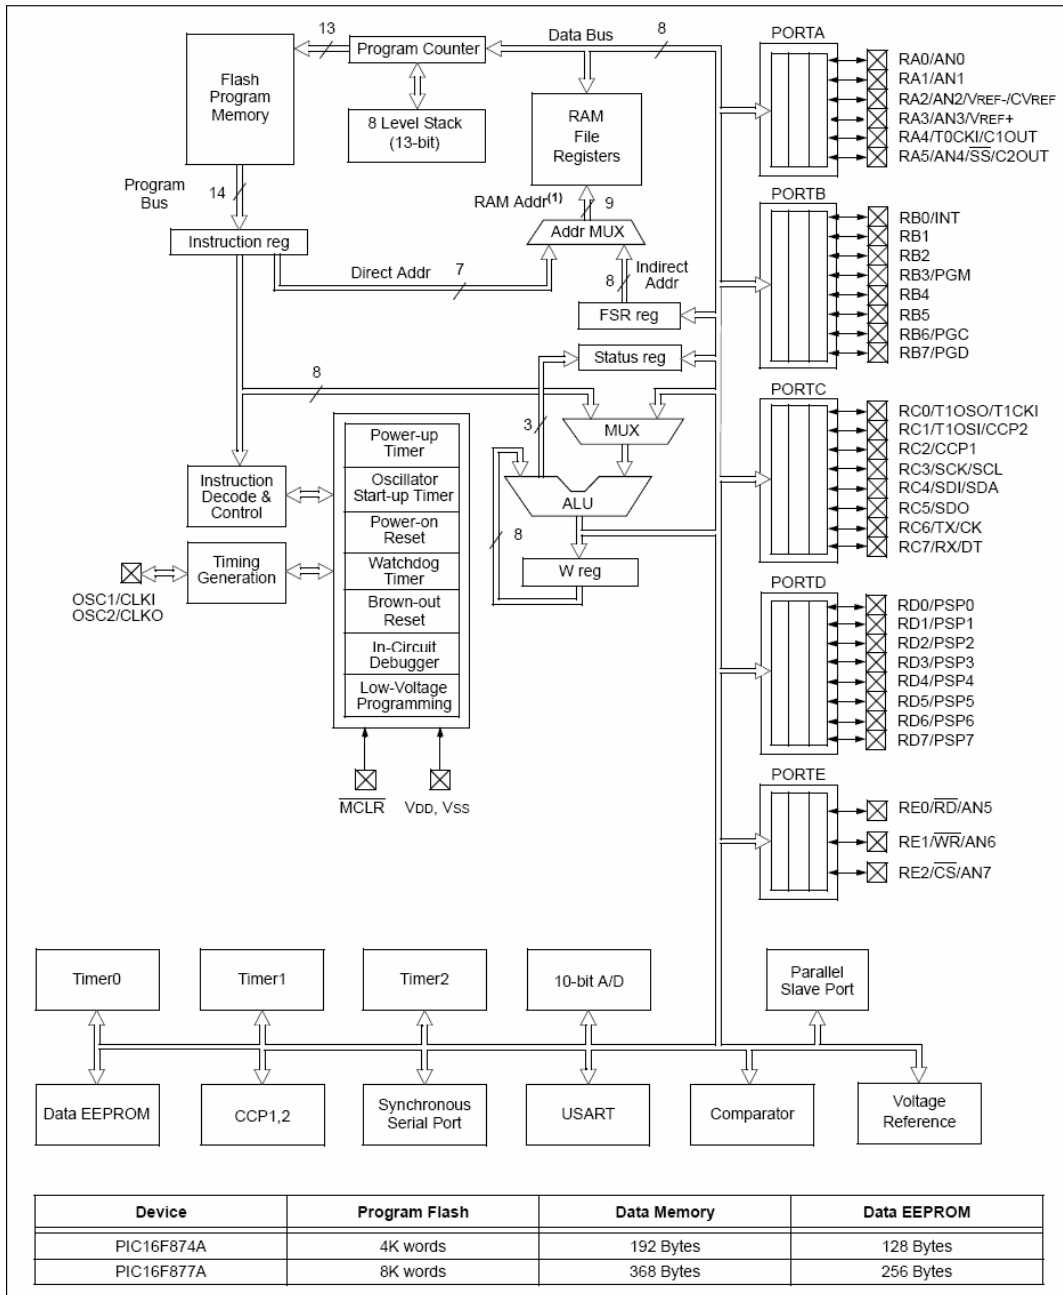 13
Program Counter
Data Bus
8
PORTA
Flash
Program
Memory
8 Level Stack
(13-bit)
RAM
File
Registers
RA0/AN0
RA1/AN1
RA2/AN2/VREF-/CVREF
RA3/AN3/VREF+
RA4/T0CKI/C1OUT
RA5/AN4/SS/C2OUT
Program
Bus
14
RAM Addr(1)
9
PORTB
Instruction reg
Addr MUX
RB0/INT
RB1
RB2
RB3/PGM
RB4
RB5
RB6/PGC
RB7/PGD
Direct Addr
7
8
Indirect
Addr
FSR reg
Status reg
8
PORTC
3
MUX
RC0/T1OSO/T1CKI
RC1/T1OSI/CCP2
RC2/CCP1
RC3/SCK/SCL
RC4/SDI/SDA
RC5/SDO
RC6/TX/CK
RC7/RX/DT
Power-up
Timer
Instruction
Decode &
Control
Oscillator
Start-up Timer
ALU
Power-on
Reset
8
Timing
Generation
Watchdog
Timer
W reg
OSC1/CLKI
OSC2/CLKO
Brown-out
Reset
In-Circuit
Debugger
Low-Voltage
Programming
PORTD
RD0/PSP0
RD1/PSP1
RD2/PSP2
RD3/PSP3
RD4/PSP4
RD5/PSP5
RD6/PSP6
RD7/PSP7
MCLR
VDD, VSS
PORTE
RE0/RD/AN5
RE1/WR/AN6
RE2/CS/AN7
Timer0
Timer1
Timer2
10-bit A/D
Parallel
Slave Port
Data EEPROM
CCP1,2
Synchronous
Serial Port
USART
Comparator
Voltage
Reference
Device Program Flash Data Memory Data EEPROM
PIC16F874A 4K words 192 Bytes 128 Bytes
PIC16F877A 8K words 368 Bytes 256 Bytes